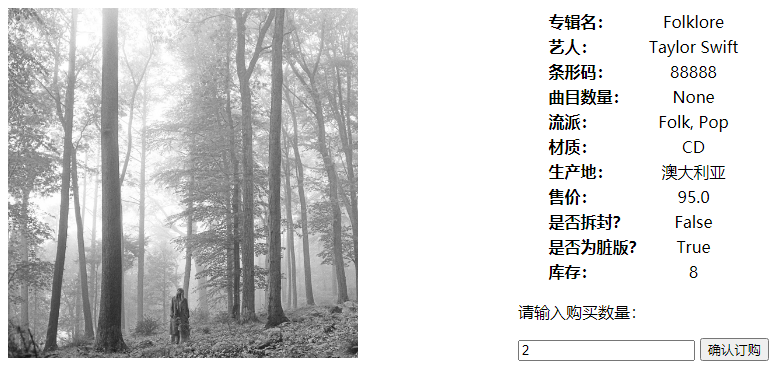 专辑名： Folklore
艺人： Taylor Swift
条形码： 88888
曲目数量： None
流派： Folk, Pop
材质： CD
生产地： 澳大利亚
售价： 95.0
是否拆封? False
是否为脏版? True
库存： 8
请输入购买数量：
2 确认订购